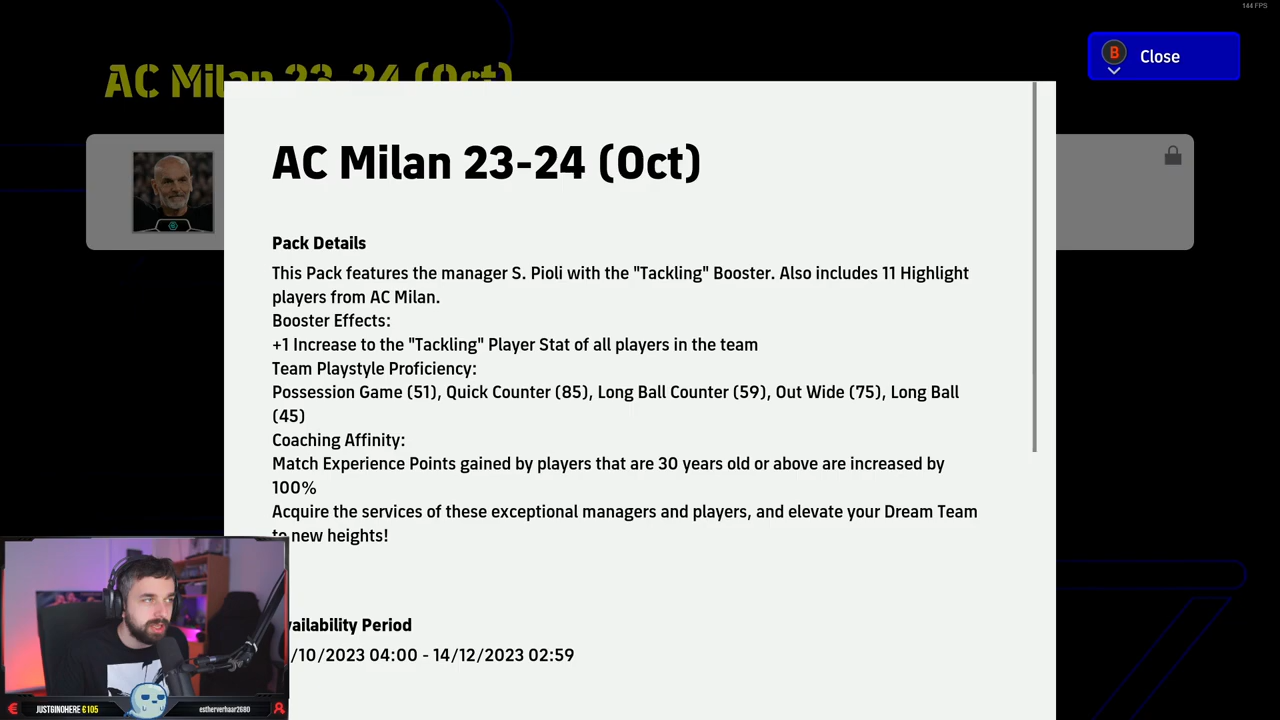 144 FPS
B Close
AC Milan 23-24 (Oct)
AC Milan 23-24 (Oct)
Pack Details
This Pack features the manager S. Pioli with the "Tackling" Booster. Also includes 11 Highlight
players from AC Milan.
Booster Effects:
+1 Increase to the "Tackling" Player Stat of all players in the team
Team Playstyle Proficiency:
Possession Game (51), Quick Counter (85), Long Ball Counter (59), Out Wide (75), Long Ball
(45)
Coaching Affinity:
Match Experience Points gained by players that are 30 years old or above are increased by
100%
Acquire the services of these exceptional managers and players, and elevate your Dream Team
to new heights!
vailability Period
/10/2023 04:00 - 14/12/2023 02:59
€ JUSTGINOHERE €105 estherverhaar2680